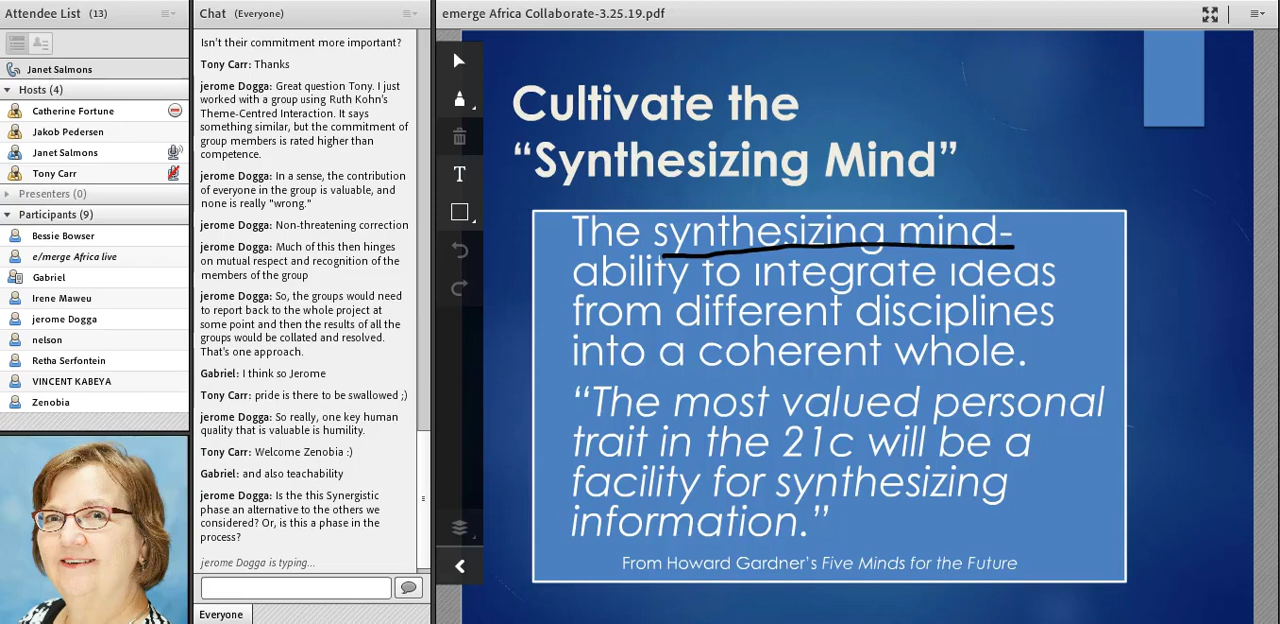 Attendee List (13)
Janet Salmons
Hosts (4)
Catherine Fortune
Jakob Pedersen
Janet Salmons
Tony Carr
Presenters (0)
Participants (9)
Bessie Bowser
e/merge Africa live
Gabriel
Irene Maweu
jerome Dogga
nelson
Retha Serfontein
VINCENT KABEYA
Zenobia
Chat (Everyone)
Isn't their commitment more important?
Tony Carr: Thanks
jerome Dogga: Great question Tony. I just
worked with a group using Ruth Kohn's
Theme-Centred Interaction. It says
something similar, but the commitment of
group members is rated higher than
competence.
jerome Dogga: In a sense, the contribution
of everyone in the group is valuable, and
none is really "wrong."
jerome Dogga: Non-threatening correction
jerome Dogga: Much of this then hinges
on mutual respect and recognition of the
members of the group
jerome Dogga: So, the groups would need
to report back to the whole project at
some point and then the results of all the
groups would be collated and resolved.
That's one approach.
Gabriel: I think so Jerome
Tony Carr: pride is there to be swallowed ;)
jerome Dogga: So really, one key human
quality that is valuable is humility.
Tony Carr: Welcome Zenobia :)
Gabriel: and also teachability
jerome Dogga: Is the this Synergistic
phase an alternative to the others we
considered? Or, is this a phase in the
process?
jerome Dogga is typing...
Everyone
emerge Africa Collaborate-3.25.19.pdf
T
Cultivate the
“Synthesizing Mind”
The synthesizing mind-
ability to integrate ideas
from different disciplines
into a coherent whole.
“The most valued personal
trait in the 21c will be a
facility for synthesizing
information.”
From Howard Gardner's Five Minds for the Future